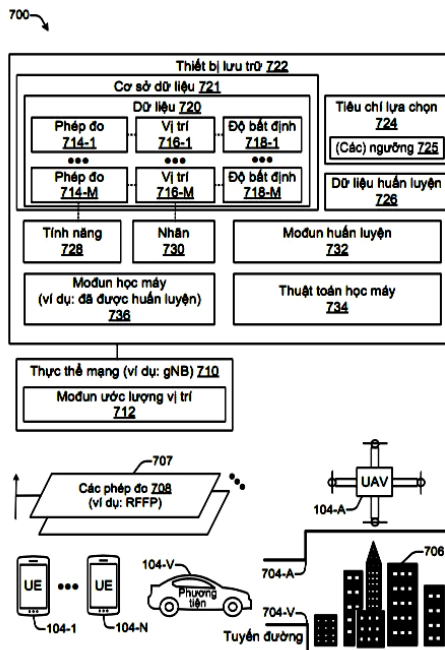 700
Thiết bị lưu trữ 722
Cơ sở dữ liệu 721
Dữ liệu 720
Phép đo 714-1
Vị trí 716-1
Độ bất định 718-1
Phép đo 714-M
Vị trí 716-M
Độ bất định 718-M
Tiêu chí lựa chọn
724
(Các) ngưỡng 725
Dữ liệu huấn luyện
726
Tính năng
728
Nhãn
730
Mođun huấn luyện
732
Mođun học máy
(ví dụ: đã được huấn luyện)
736
Thuật toán học máy
734
Thực thể mạng (ví dụ: gNB) 710
Mođun ước lượng vị trí
712
707
Các phép đo 708
(ví dụ: RFFP)
UAV
104-A
704-A
706
UE
UE
104-1
104-N
104-V
Phương
tiện
704-V
Tuyến đường